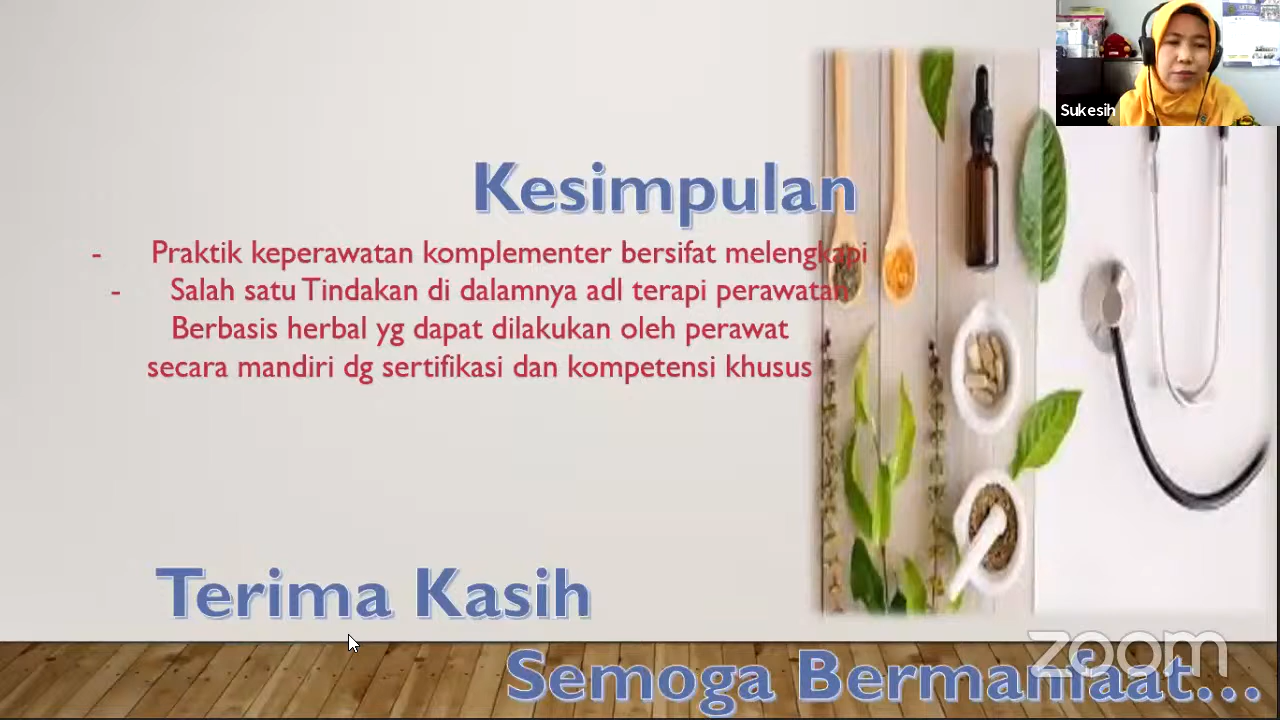 Sukesih
Kesimpulan
- Praktik keperawatan komplementer bersifat melengkapi
- Salah satu Tindakan di dalamnya adl terapi perawatan
Berbasis herbal yg dapat dilakukan oleh perawat
secara mandiri dg sertifikasi dan kompetensi khusus
Terima Kasih
Semoga Bermanfaat...
zoom